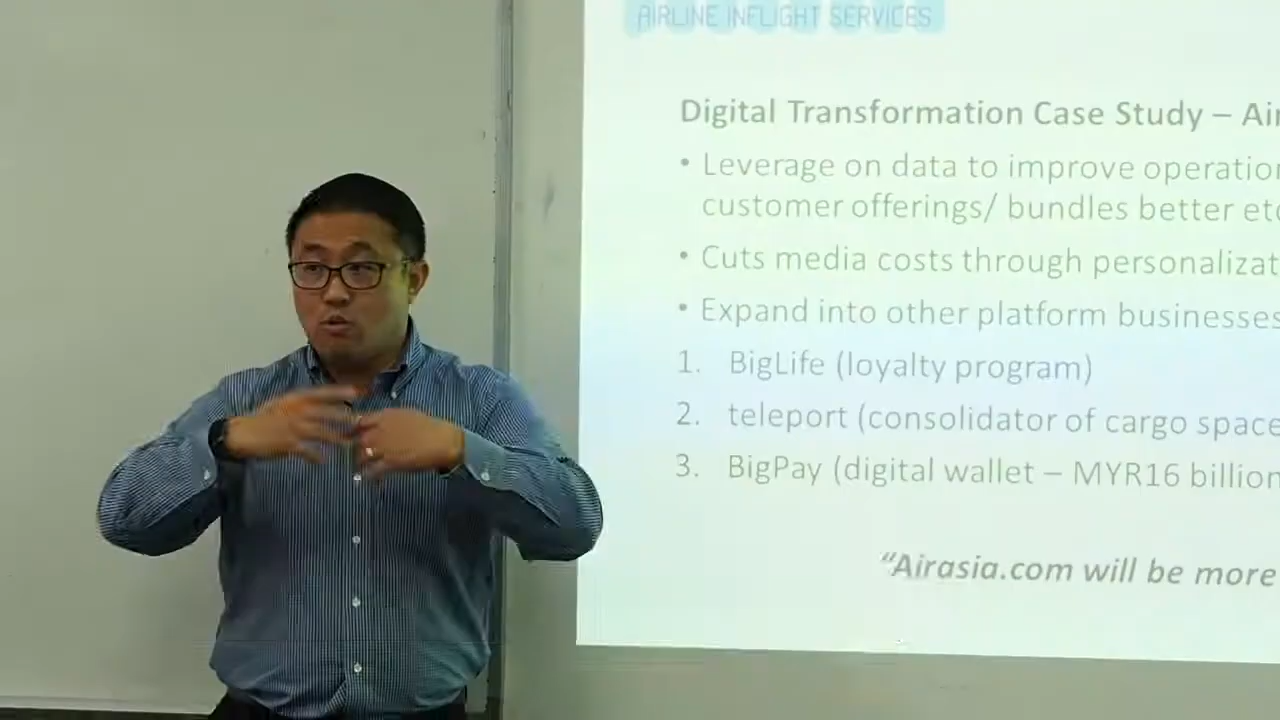 AIRLINE INFLIGHT SERVICES
Digital Transformation Case Study – Air
• Leverage on data to improve operation
customer offerings/ bundles better etc
• Cuts media costs through personalizat
• Expand into other platform businesses
1. BigLife (loyalty program)
2. teleport (consolidator of cargo space
3. BigPay (digital wallet – MYR16 billion
“Airasia.com will be more